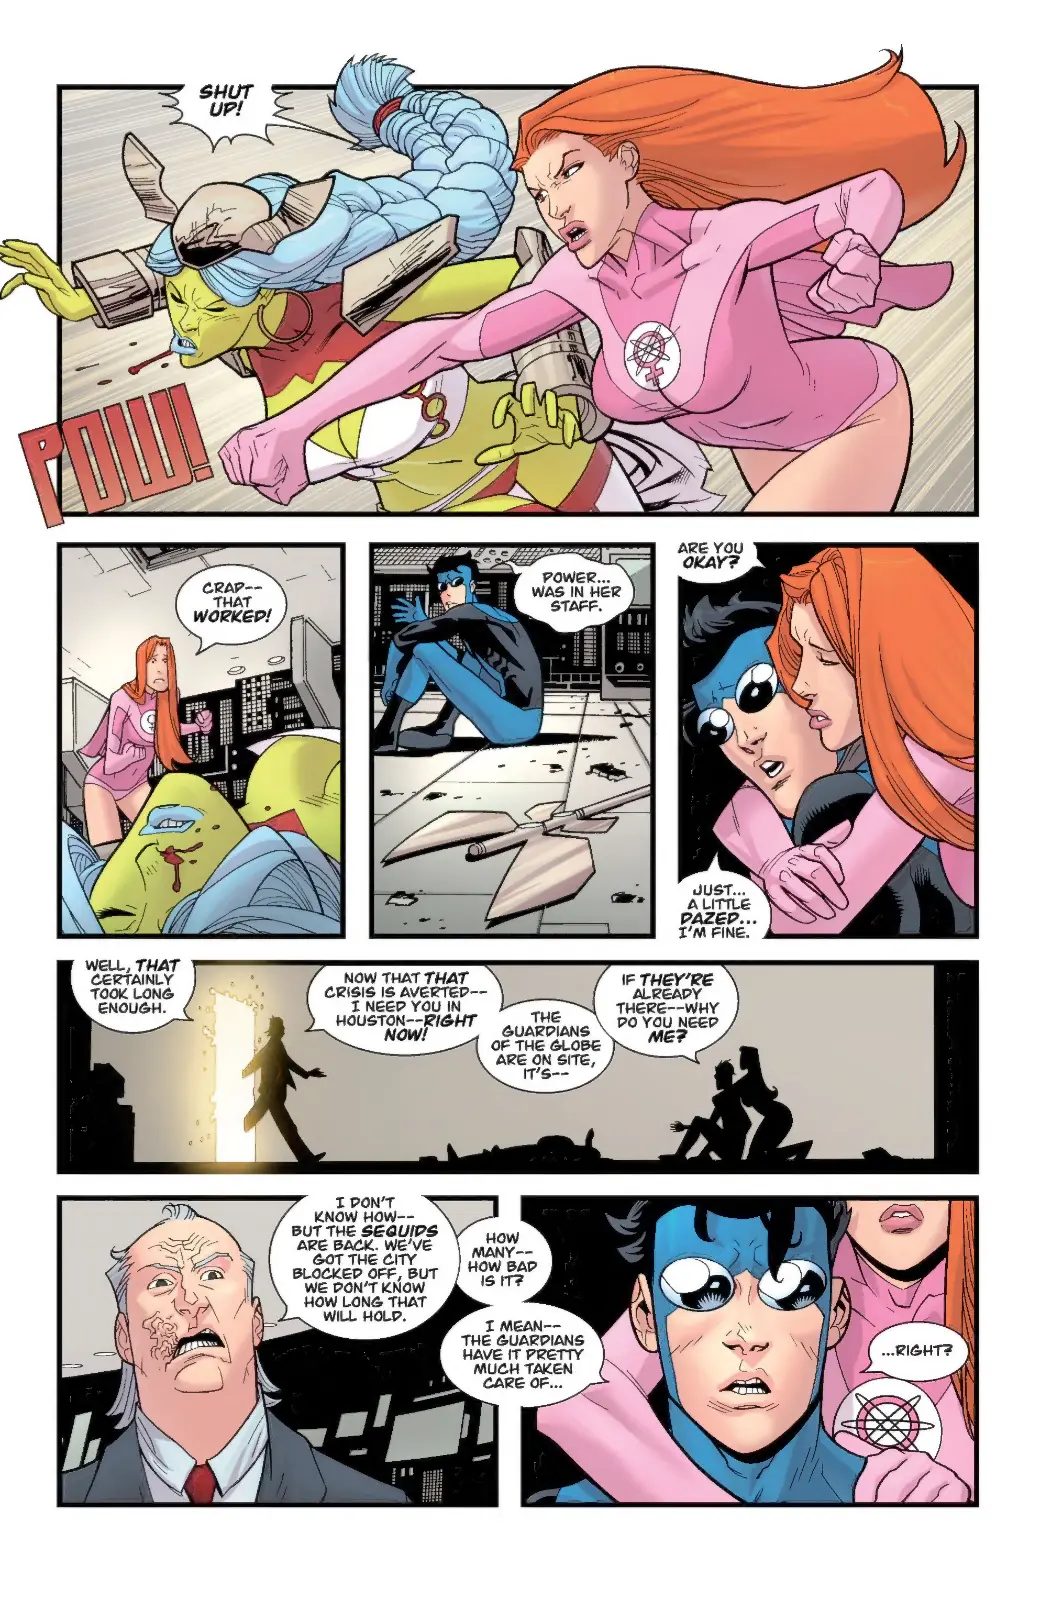 SHUT
UP!
POW!
CRAP--
THAT
WORKED!
POWER...
WAS IN HER
STAFF.
ARE YOU
OKAY?
JUST...
A LITTLE
DAZED...
I'M FINE.
WELL, THAT
CERTAINLY
TOOK LONG
ENOUGH.
NOW THAT THAT
CRISIS IS AVERTED--
I NEED YOU IN
HOUSTON--RIGHT
NOW!
THE
GUARDIANS
OF THE GLOBE
ARE ON SITE,
IT'S--
IF THEY'RE
ALREADY
THERE--WHY
DO YOU NEED
ME?
I DON'T
KNOW HOW--
BUT THE SEQUIDS
ARE BACK. WE'VE
GOT THE CITY
BLOCKED OFF, BUT
WE DON'T KNOW
HOW LONG THAT
WILL HOLD.
HOW
MANY--
HOW BAD
IS IT?
I MEAN--
THE GUARDIANS
HAVE IT PRETTY
MUCH TAKEN
CARE OF...
...RIGHT?